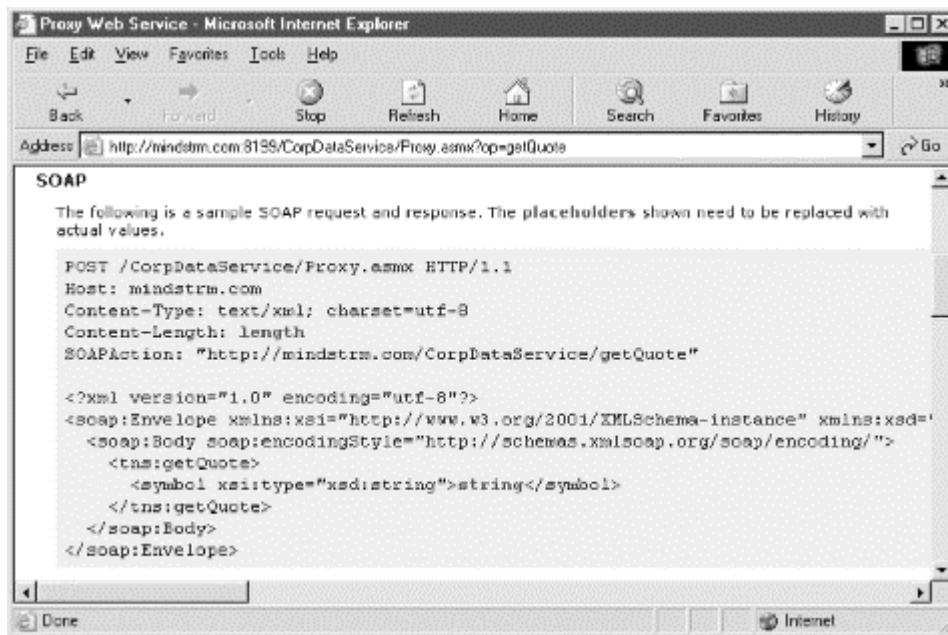 Proxy Web Service - Microsoft Internet Explorer
File Edit View Favorites Tools Help
Back Forward Stop Refresh Home Search Favorites History
Address http://mindstrm.com:8199/CorpDataService/Proxy.asmx?op=getQuote Go
SOAP
The following is a sample SOAP request and response. The placeholders shown need to be replaced with
actual values.
POST /CorpDataService/Proxy.asmx HTTP/1.1
Host: mindstrm.com
Content-Type: text/xml; charset=utf-8
Content-Length: length
SOAPAction: "http://mindstrm.com/CorpDataService/getQuote"
<?xml version="1.0" encoding="utf-8"?>
<soap:Envelope xmlns:xsi="http://www.w3.org/2001/XMLSchema-instance" xmlns:xsd="
<soap:Body soap:encodingStyle="http://schemas.xmlsoap.org/soap/encoding/">
<tns:getQuote>
<symbol xsi:type="xsd:string">string</symbol>
</tns:getQuote>
</soap:Body>
</soap:Envelope>
Done Internet